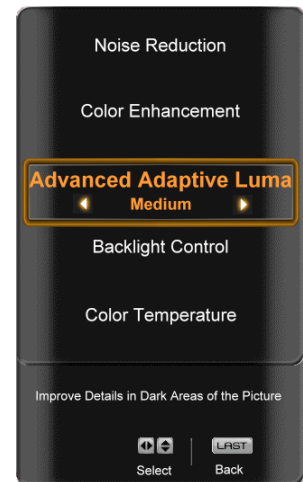 Noise Reduction
Color Enhancement
Advanced Adaptive Luma
Medium
Backlight Control
Color Temperature
Improve Details in Dark Areas of the Picture
LAST
Select
Back